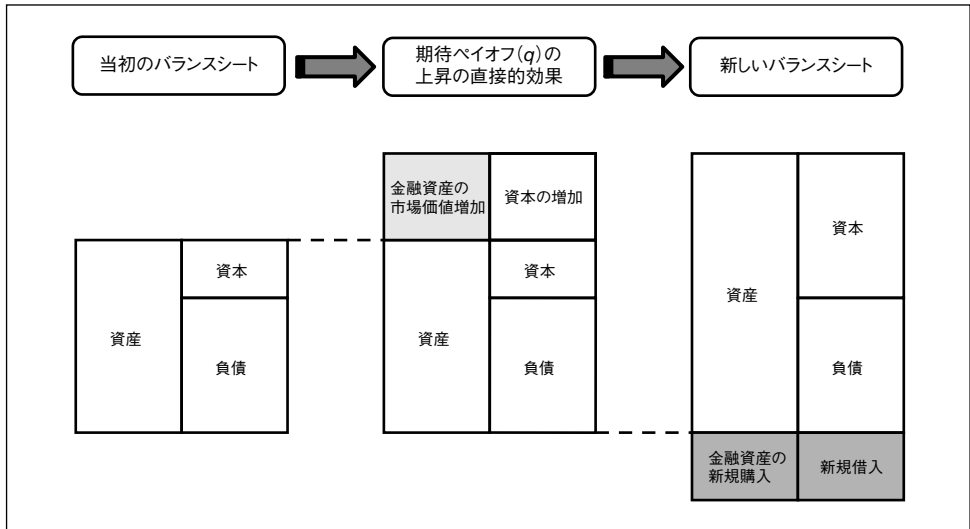 当初のバランスシート
期待ペイオフ(q)の
上昇の直接的効果
新しいバランスシート
資産
資本
負債
金融資産の
市場価値増加
資本の増加
資産
資本
負債
資産
資本
負債
金融資産の
新規購入
新規借入